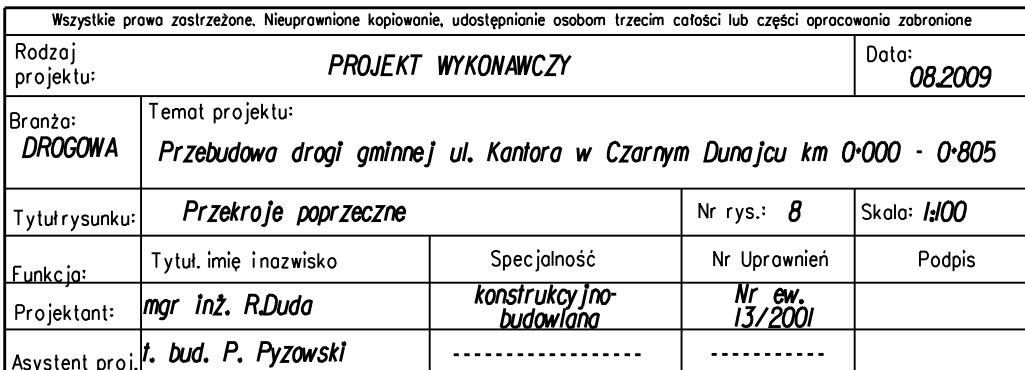 Wszystkie prawa zastrzeżone. Nieuprawnione kopiowanie, udostępnianie osobom trzecim całości lub części opracowania zabronione
Rodzaj projektu: PROJEKT WYKONAWCZY Data: 08.2009
Branża: DROGOWA
Temat projektu:
Przebudowa drogi gminnej ul. Kantora w Czarnym Dunajcu km 0+000 - 0+805
Tytuł rysunku: Przekroje poprzeczne Nr rys.: 8 Skala: 1:100
Funkcja: Tytuł, imię i nazwisko Specjalność Nr Uprawnień Podpis
Projektant: mgr inż. R.Duda konstrukcyjno-budowlana Nr ew. 13/2001
Asystent proj. t. bud. P. Pyzowski ------------------ -----------